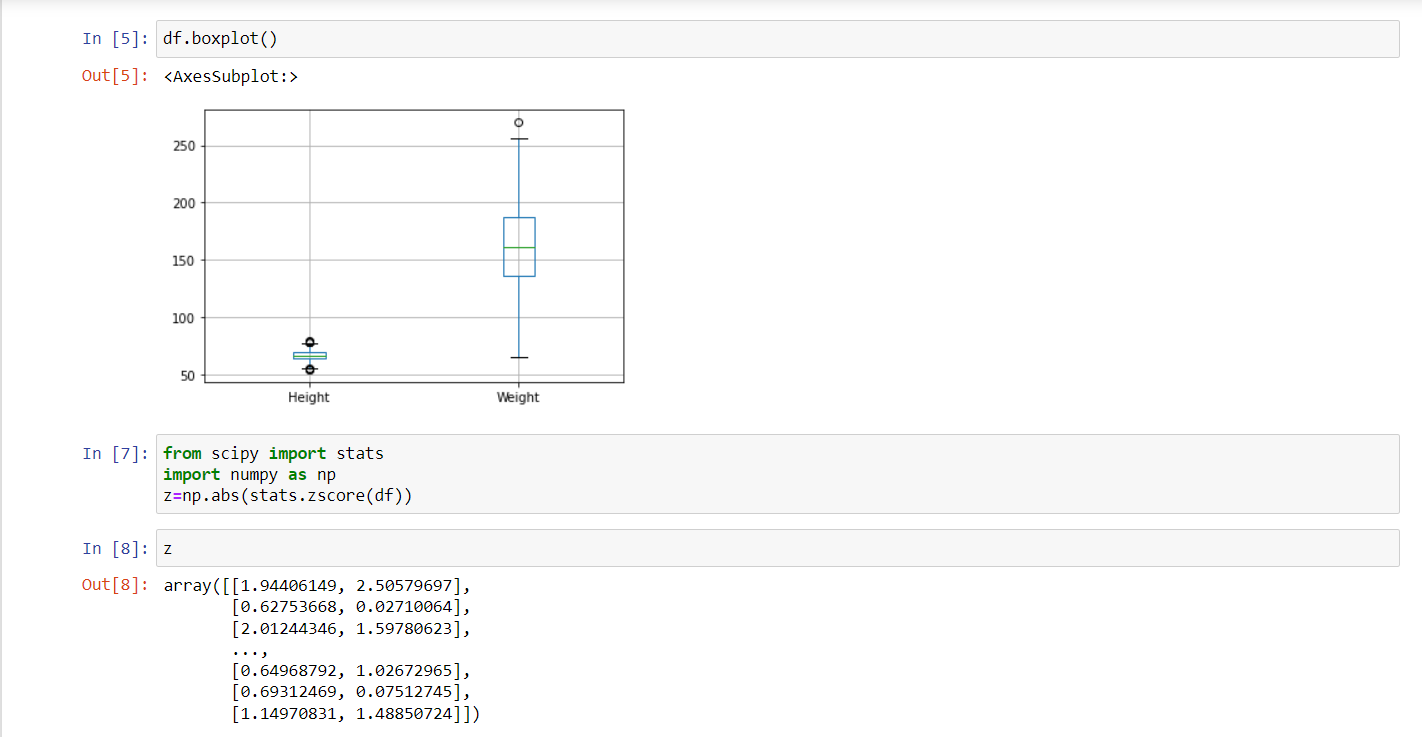 In [5]: df.boxplot()
Out[5]: <AxesSubplot:>
250
200
150
100
50
Height Weight
In [7]: from scipy import stats
import numpy as np
z=np.abs(stats.zscore(df))
In [8]: z
Out[8]: array([[1.94406149, 2.50579697],
[0.62753668, 0.02710064],
[2.01244346, 1.59780623],
...,
[0.64968792, 1.02672965],
[0.69312469, 0.07512745],
[1.14970831, 1.48850724]])